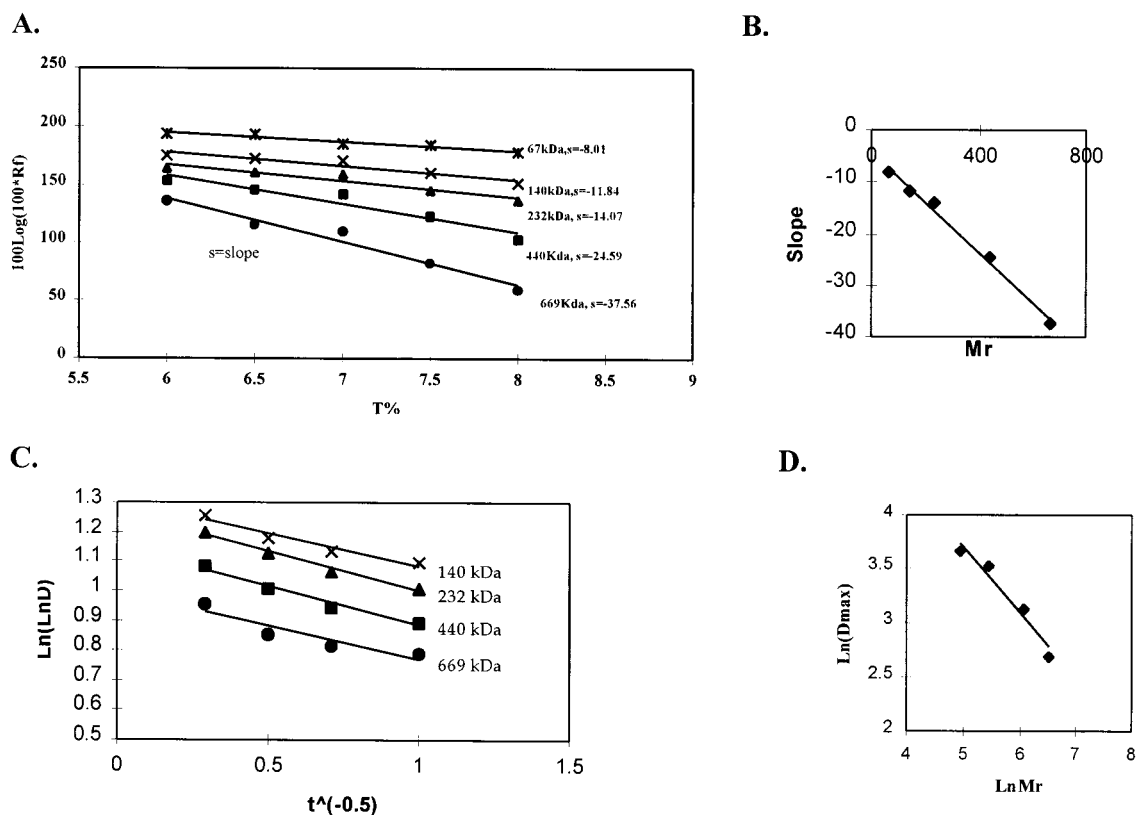 A.
250
200
150
100
50
0
100Log(100*Rf)
67kDa,s=-8.01
140kDa,s=-11.84
232kDa, s=-14.07
440Kda, s=-24.59
669Kda, s=-37.56
s=slope
5.5 6 6.5 7 7.5 8 8.5 9
T%
B.
0 400 800
0
-10
-20
-30
-40
Slope
Mr
C.
1.3
1.2
1.1
1
0.9
0.8
0.7
0.6
0.5
Ln(LnD)
140 kDa
232 kDa
440 kDa
669 kDa
0 0.5 1 1.5
t^(-0.5)
D.
4
3.5
3
2.5
2
Ln(Dmax)
4 5 6 7 8
LnMr